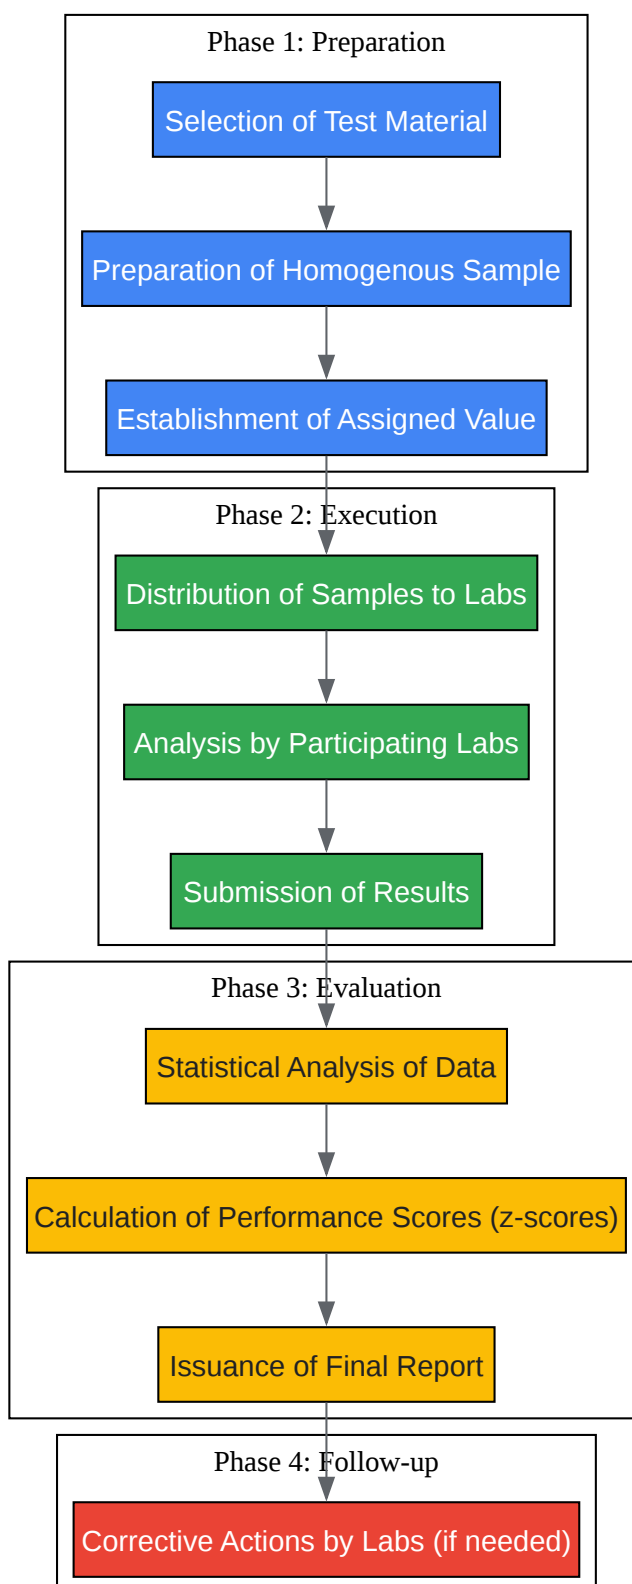 Phase 1: Preparation
Selection of Test Material
Preparation of Homogenous Sample
Establishment of Assigned Value
Phase 2: Execution
Distribution of Samples to Labs
Analysis by Participating Labs
Submission of Results
Phase 3: Evaluation
Statistical Analysis of Data
Calculation of Performance Scores (z-scores)
Issuance of Final Report
Phase 4: Follow-up
Corrective Actions by Labs (if needed)